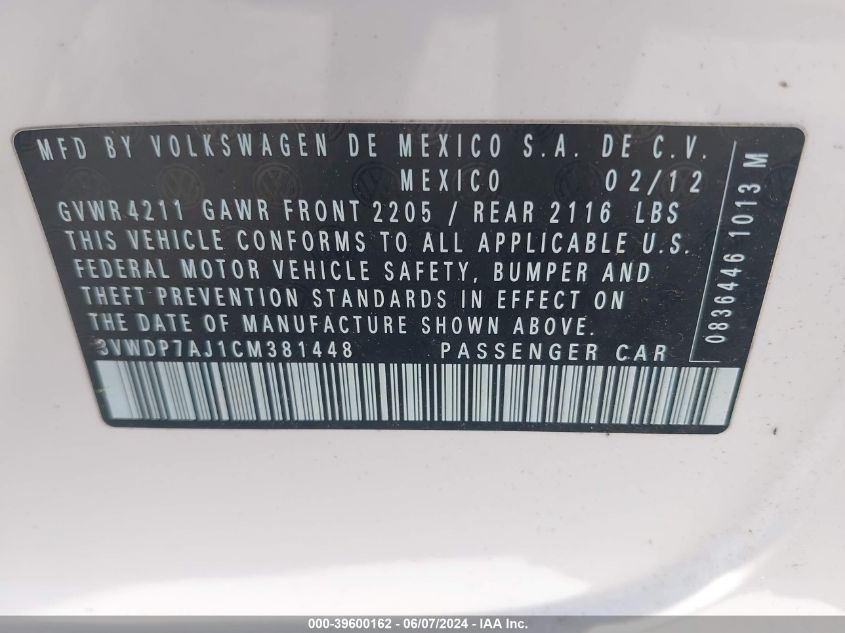 MFD BY VOLKSWAGEN DE MEXICO S.A. DE C.V.
MEXICO 02/12
GVWR 4211 GAWR FRONT 2205 / REAR 2116 LBS
THIS VEHICLE CONFORMS TO ALL APPLICABLE U.S.
FEDERAL MOTOR VEHICLE SAFETY, BUMPER AND
THEFT PREVENTION STANDARDS IN EFFECT ON
THE DATE OF MANUFACTURE SHOWN ABOVE.
3VWDP7AJ1CM381448 PASSENGER CAR
0836446 1013 M
000-39600162 - 06/07/2024 - IAA Inc.